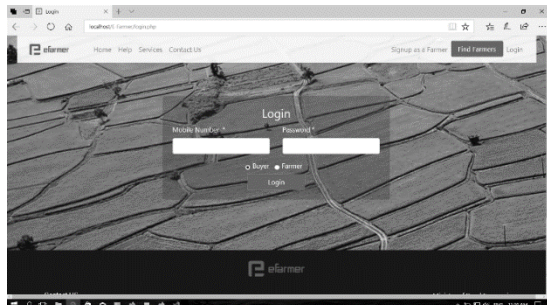 Login
localhost/E-farmer/login.php
efarmer Home Help Services Contact Us Signup as a Farmer Find Farmers Login
Login
Mobile Number * Password *
Buyer Farmer
Login
efarmer